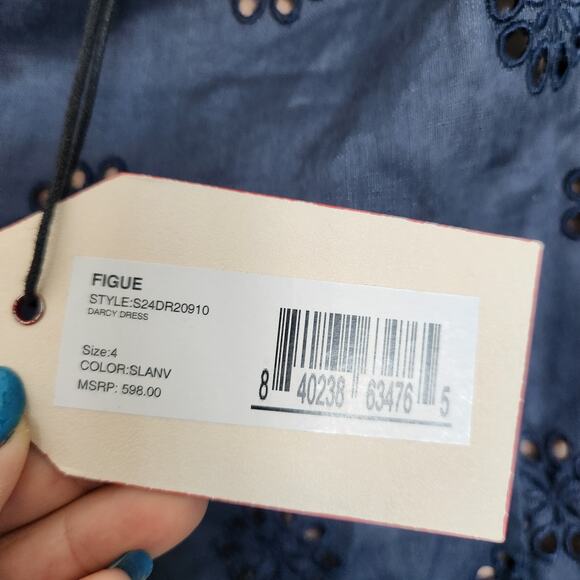 FIGUE
STYLE:S24DR20910
DARCY DRESS
Size:4
COLOR:SLANV
MSRP: 598.00
8 40238 63476 5